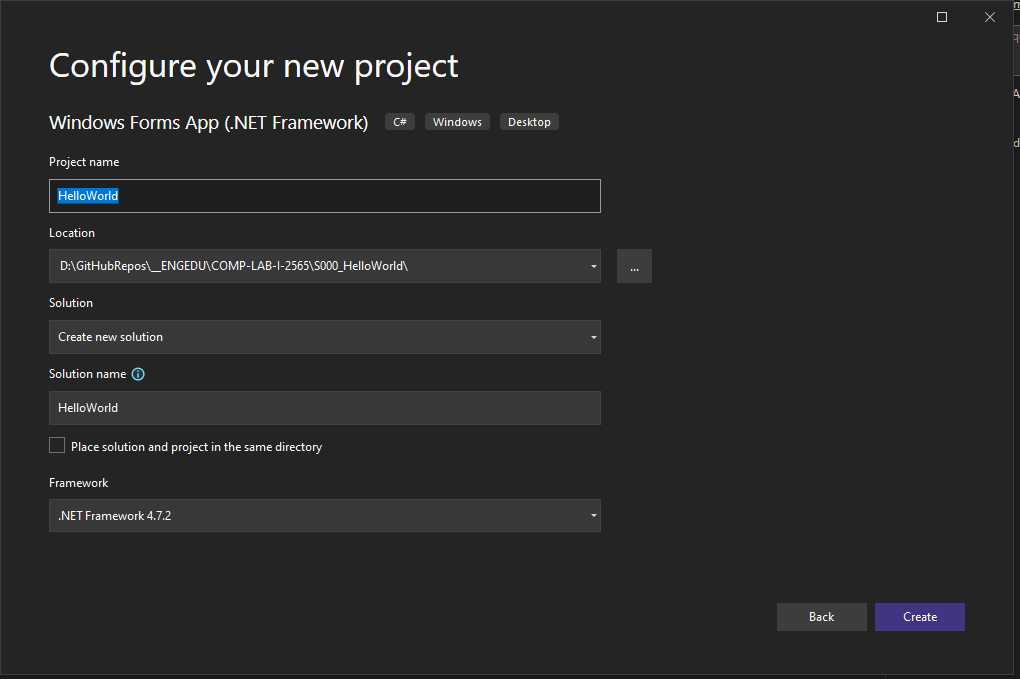 Configure your new project
Windows Forms App (.NET Framework) C# Windows Desktop
Project name
HelloWorld
Location
D:\GitHubRepos\__ENGEDU\COMP-LAB-I-2565\S000_HelloWorld\
...
Solution
Create new solution
Solution name
HelloWorld
Place solution and project in the same directory
Framework
.NET Framework 4.7.2
Back Create